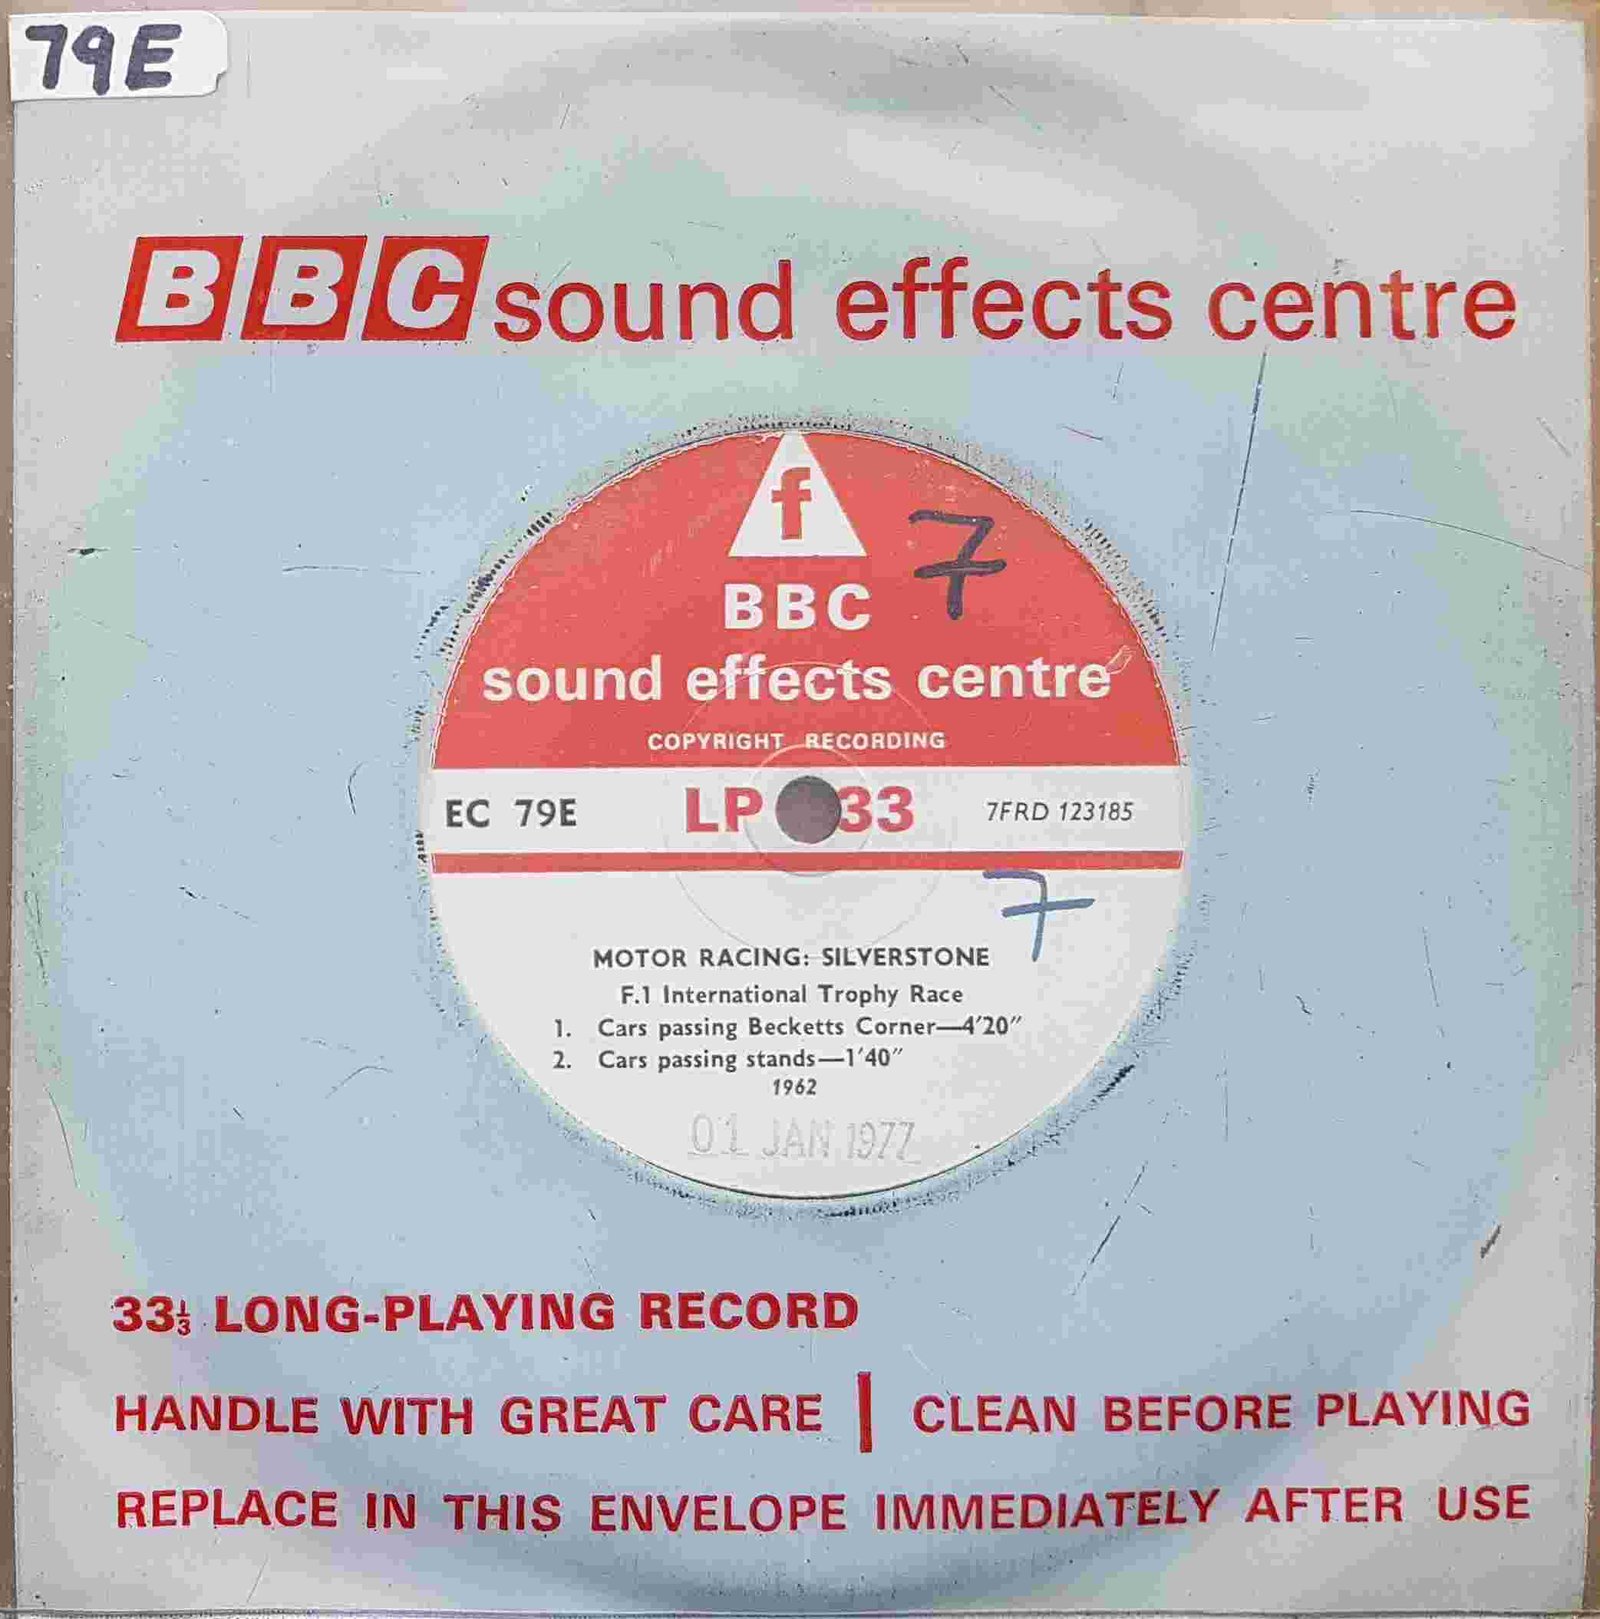 79E
BBC sound effects centre
f
7
BBC
sound effects centre
COPYRIGHT RECORDING
EC 79E LP 33 7FRD 123185
7
MOTOR RACING: SILVERSTONE
F.1 International Trophy Race
1. Cars passing Becketts Corner—4′20″
2. Cars passing stands—1′40″
1962
01 JAN 1977
33⅓ LONG-PLAYING RECORD
HANDLE WITH GREAT CARE | CLEAN BEFORE PLAYING
REPLACE IN THIS ENVELOPE IMMEDIATELY AFTER USE